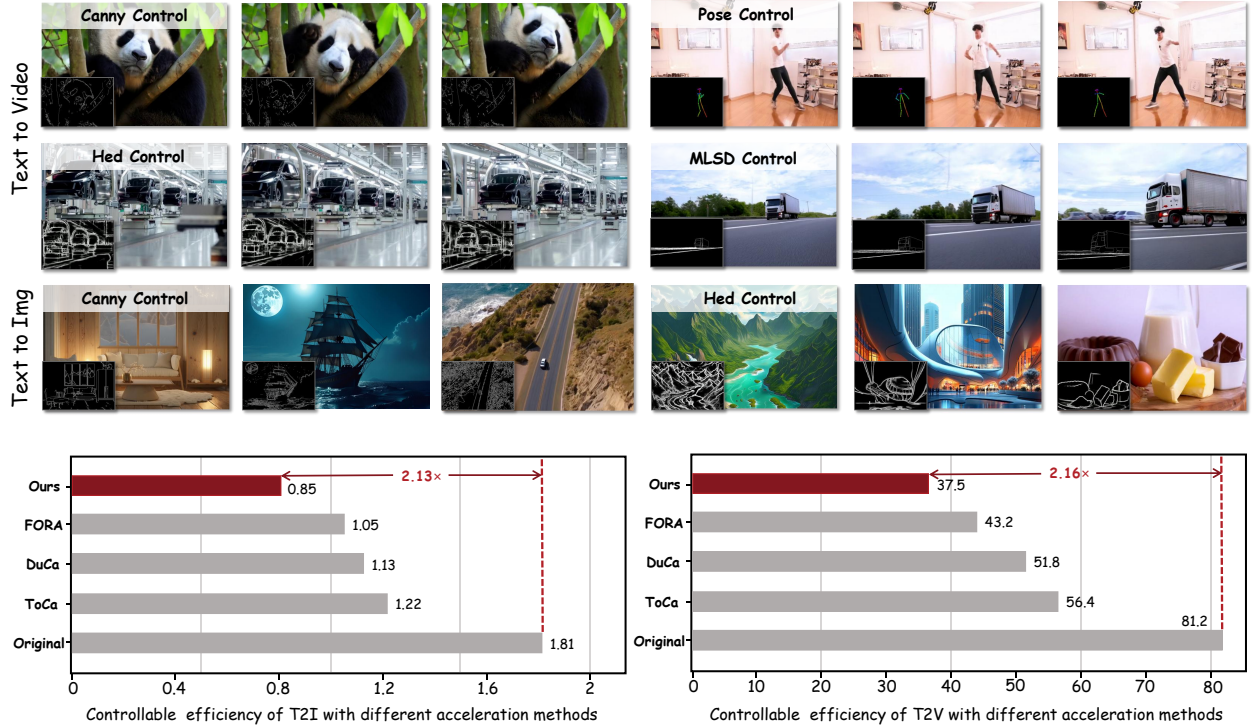 Text to Video
Canny Control
Pose Control
Hed Control
MLSD Control
Text to Img
Canny Control
Hed Control
Ours
0.85
2.13×
FORA
1.05
DuCa
1.13
ToCa
1.22
Original
1.81
0 0.4 0.8 1.2 1.6 2
Controllable efficiency of T2I with different acceleration methods
Ours
37.5
2.16×
FORA
43.2
DuCa
51.8
ToCa
56.4
Original
81.2
0 10 20 30 40 50 60 70 80
Controllable efficiency of T2V with different acceleration methods